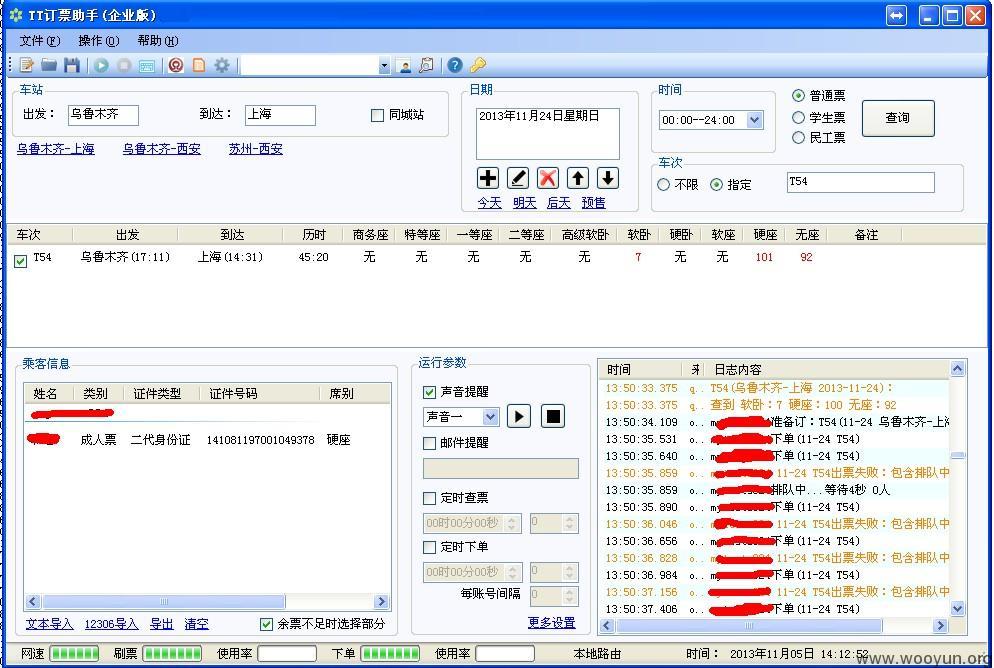 TT订票助手(企业版)
文件(F) 操作(O) 帮助(H)
车站
出发： 乌鲁木齐 到达： 上海 同城站
乌鲁木齐-上海 乌鲁木齐-西安 苏州-西安
日期
2013年11月24日星期日
今天 明天 后天 预售
时间
00:00--24:00
普通票
学生票
民工票
查询
车次
不限 指定 T54
车次 出发 到达 历时 商务座 特等座 一等座 二等座 高级软卧 软卧 硬卧 软座 硬座 无座 备注
T54 乌鲁木齐(17:11) 上海(14:31) 45:20 无 无 无 无 无 7 无 无 101 92
乘客信息
姓名 类别 证件类型 证件号码 席别
成人票 二代身份证 141081197001049378 硬座
文本导入 12306导入 导出 清空 余票不足时选择部分
运行参数
声音提醒
声音一
邮件提醒
定时查票
00时00分00秒 0
定时下单
00时00分00秒 0
每账号间隔 0
更多设置
时间 日志内容
13:50:33.375 q.. T54(乌鲁木齐-上海 2013-11-24)：
13:50:33.375 q.. 查到 软卧：7 硬座：100 无座：92
13:50:34.109 o.. 准备订：T54(11-24 乌鲁木齐-上海
13:50:35.531 o.. 下单(11-24 T54)
13:50:35.640 o.. 下单(11-24 T54)
13:50:35.859 o.. 11-24 T54出票失败：包含排队中
13:50:35.859 o.. 排队中...等待4秒 0人
13:50:35.890 o.. 下单(11-24 T54)
13:50:36.046 o.. 11-24 T54出票失败：包含排队中
13:50:36.656 o.. 下单(11-24 T54)
13:50:36.828 o.. 11-24 T54出票失败：包含排队中
13:50:36.984 o.. 下单(11-24 T54)
13:50:37.156 o.. 11-24 T54出票失败：包含排队中
13:50:37.406 o.. 下单(11-24 T54)
网速 刷票 使用率 下单 使用率 本地路由 时间： 2013年11月05日 14:12:52
www.wooyun.org